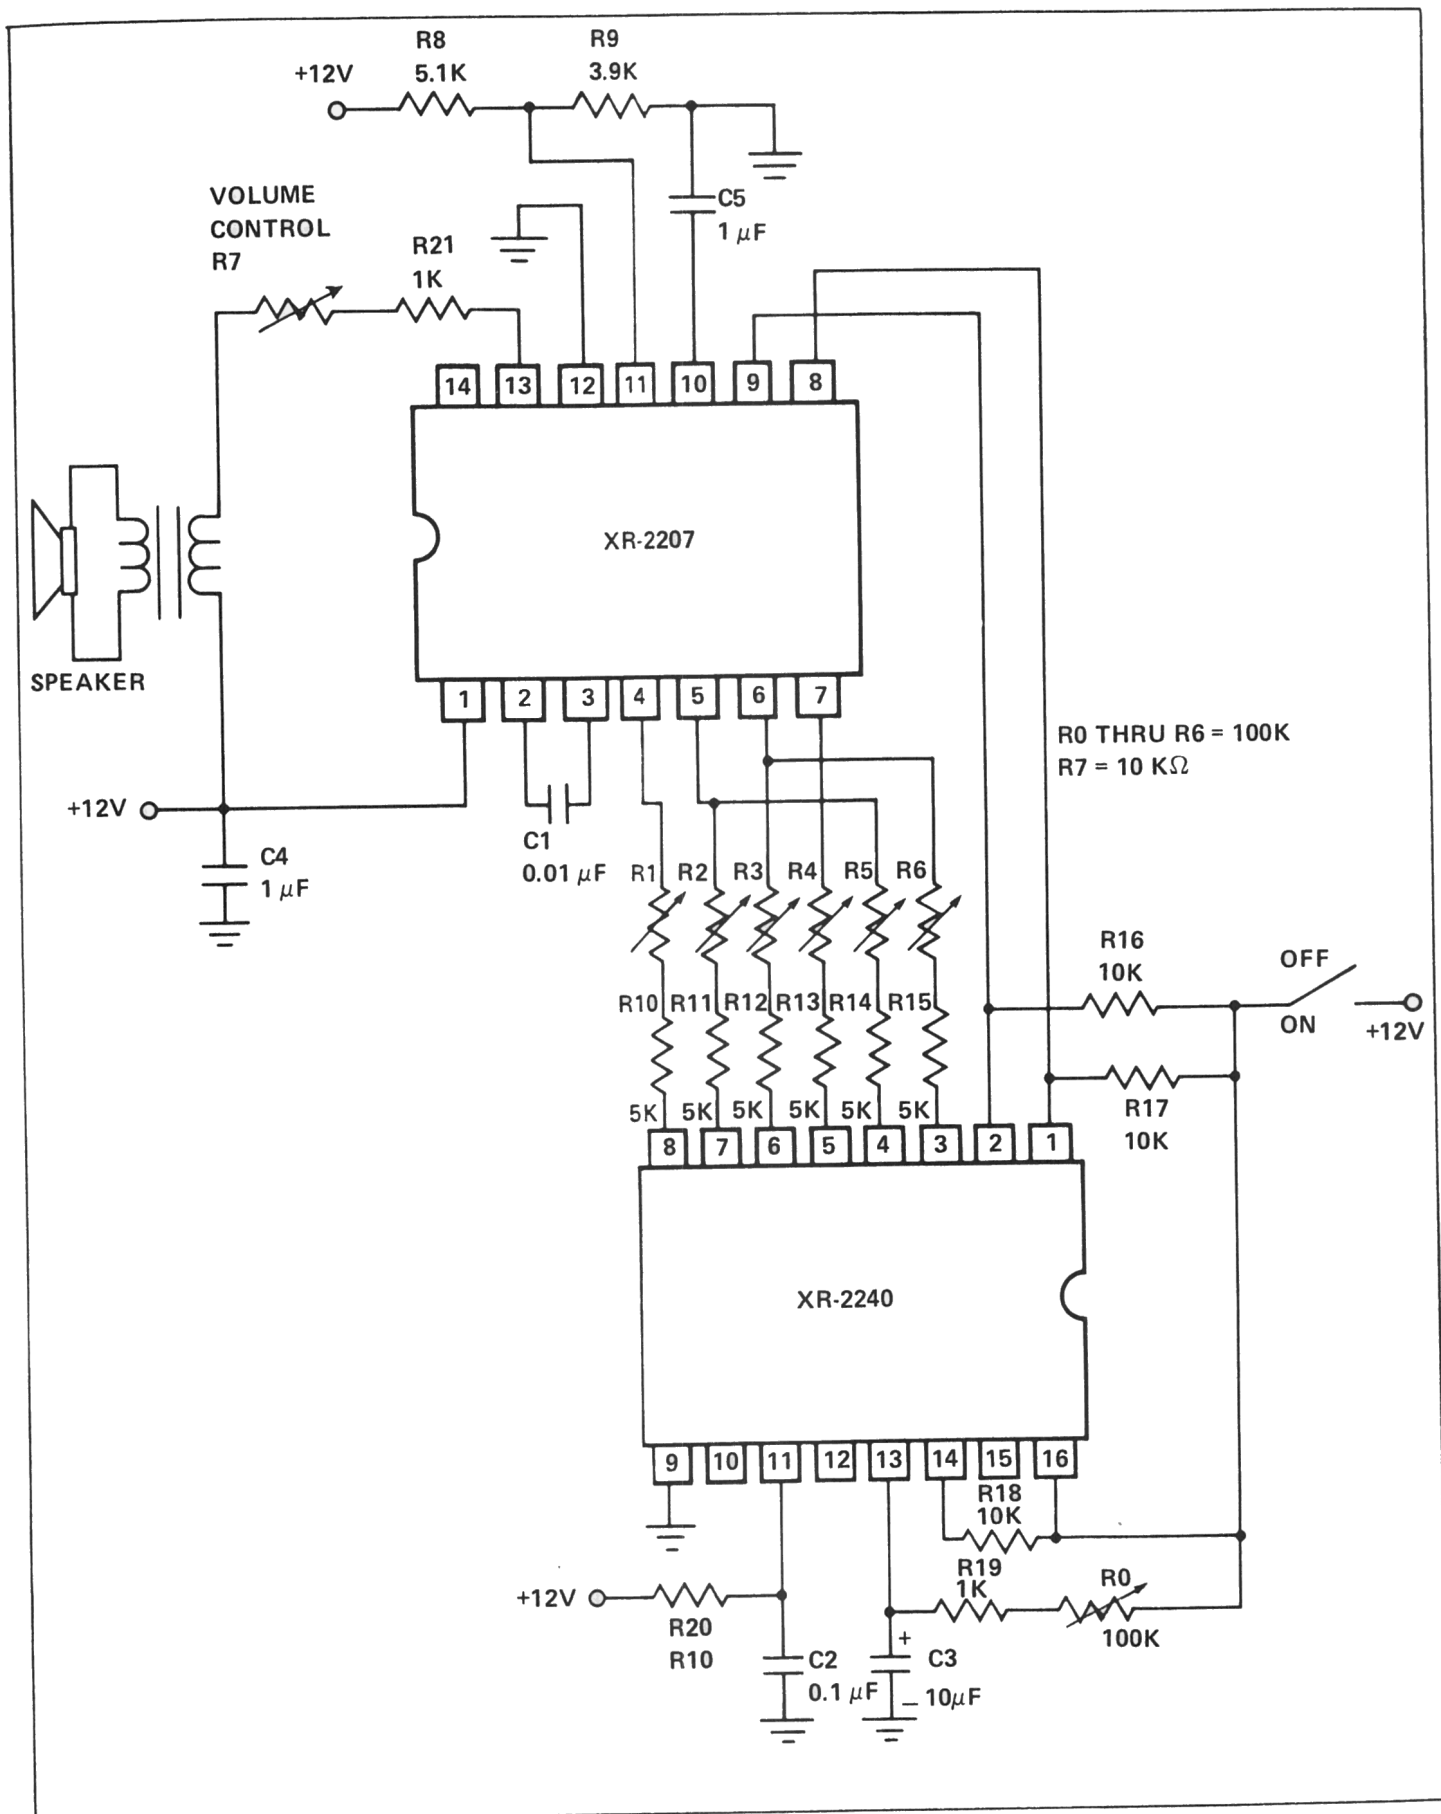 R8
5.1K
R9
3.9K
+12V
VOLUME
CONTROL
R7
R21
1K
C5
1 μF
14 13 12 11 10 9 8
XR-2207
SPEAKER
1 2 3 4 5 6 7
R0 THRU R6 = 100K
R7 = 10 KΩ
+12V
C4
1 μF
C1
0.01 μF
R1 R2 R3 R4 R5 R6
R16
10K
OFF
ON
+12V
R10 R11 R12 R13 R14 R15
5K 5K 5K 5K 5K 5K
R17
10K
8 7 6 5 4 3 2 1
XR-2240
9 10 11 12 13 14 15 16
R18
10K
R19
1K
R0
100K
+12V
R20
R10
C2
0.1 μF
+
C3
– 10μF